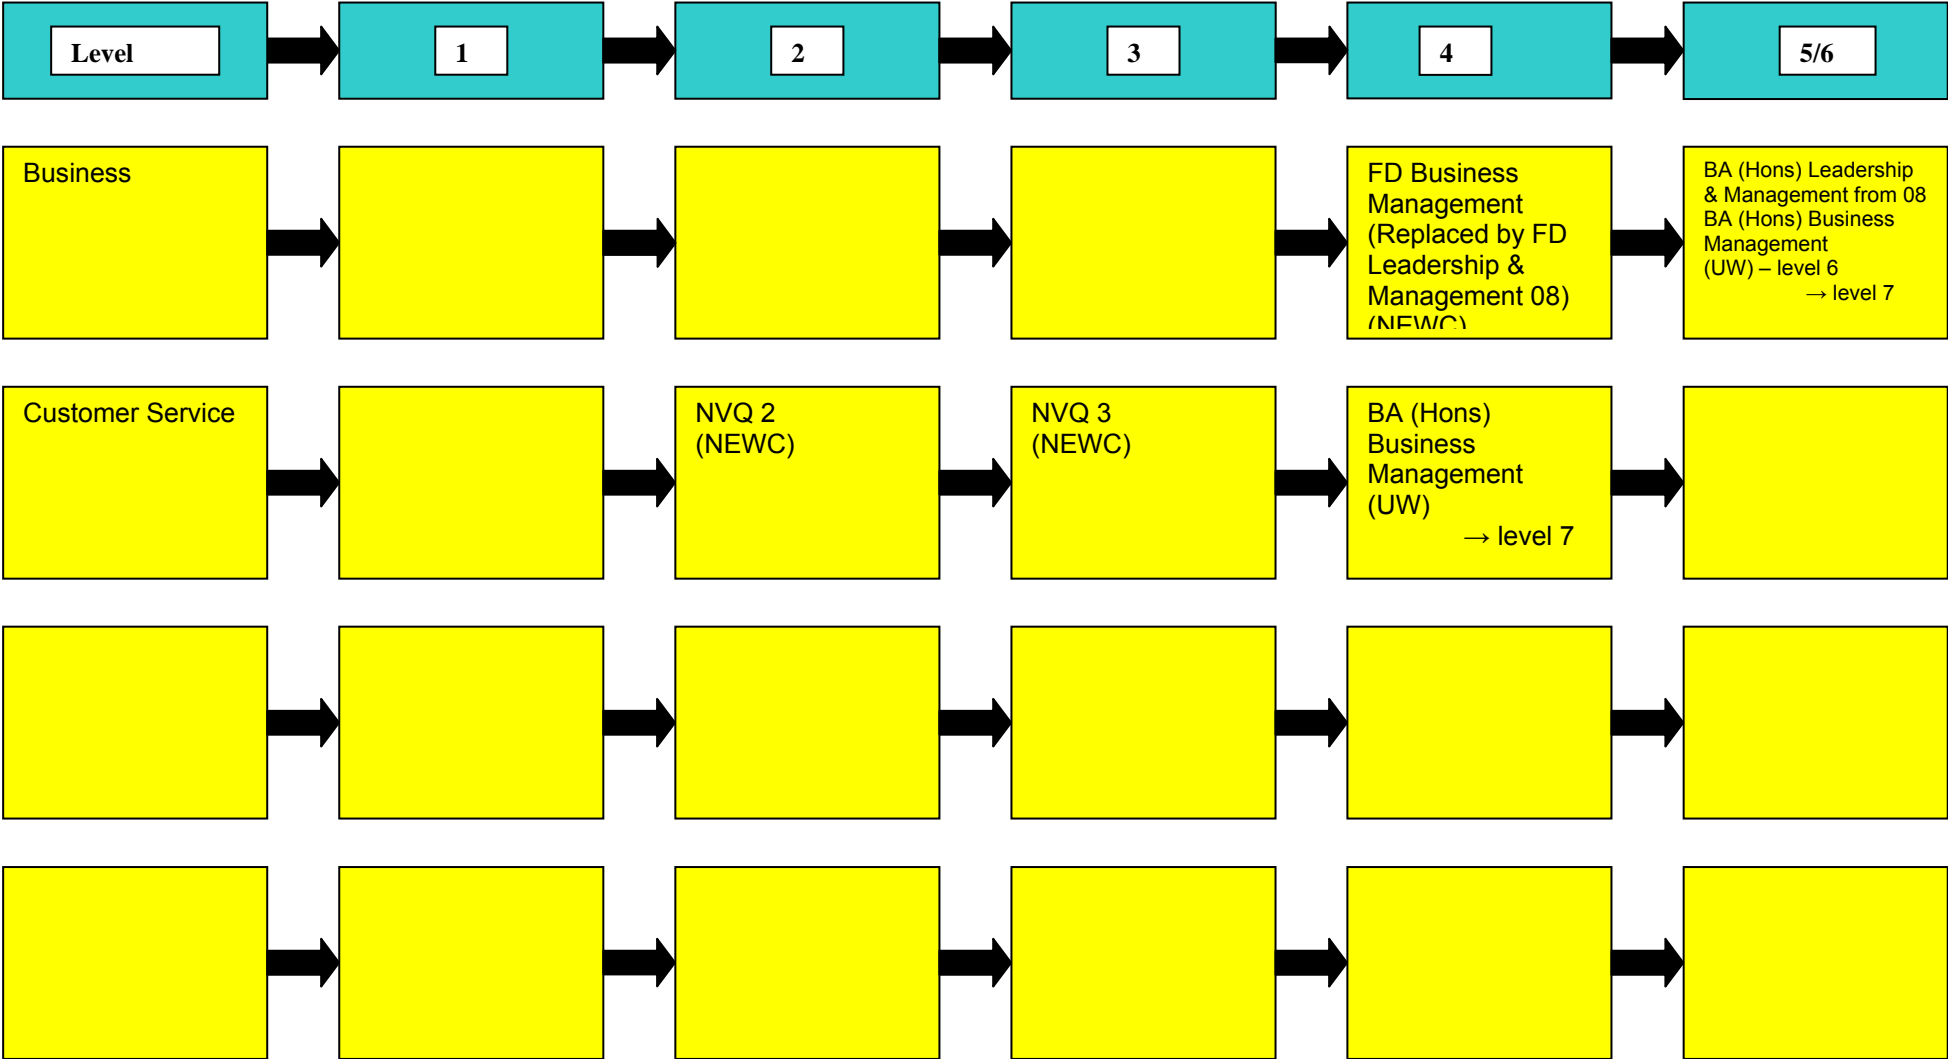 Level
1
2
3
4
5/6
Business
FD Business
Management
(Replaced by FD
Leadership &
Management 08)
(NEWC)
BA (Hons) Leadership
& Management from 08
BA (Hons) Business
Management
(UW) – level 6
→ level 7
Customer Service
NVQ 2
(NEWC)
NVQ 3
(NEWC)
BA (Hons)
Business
Management
(UW)
→ level 7